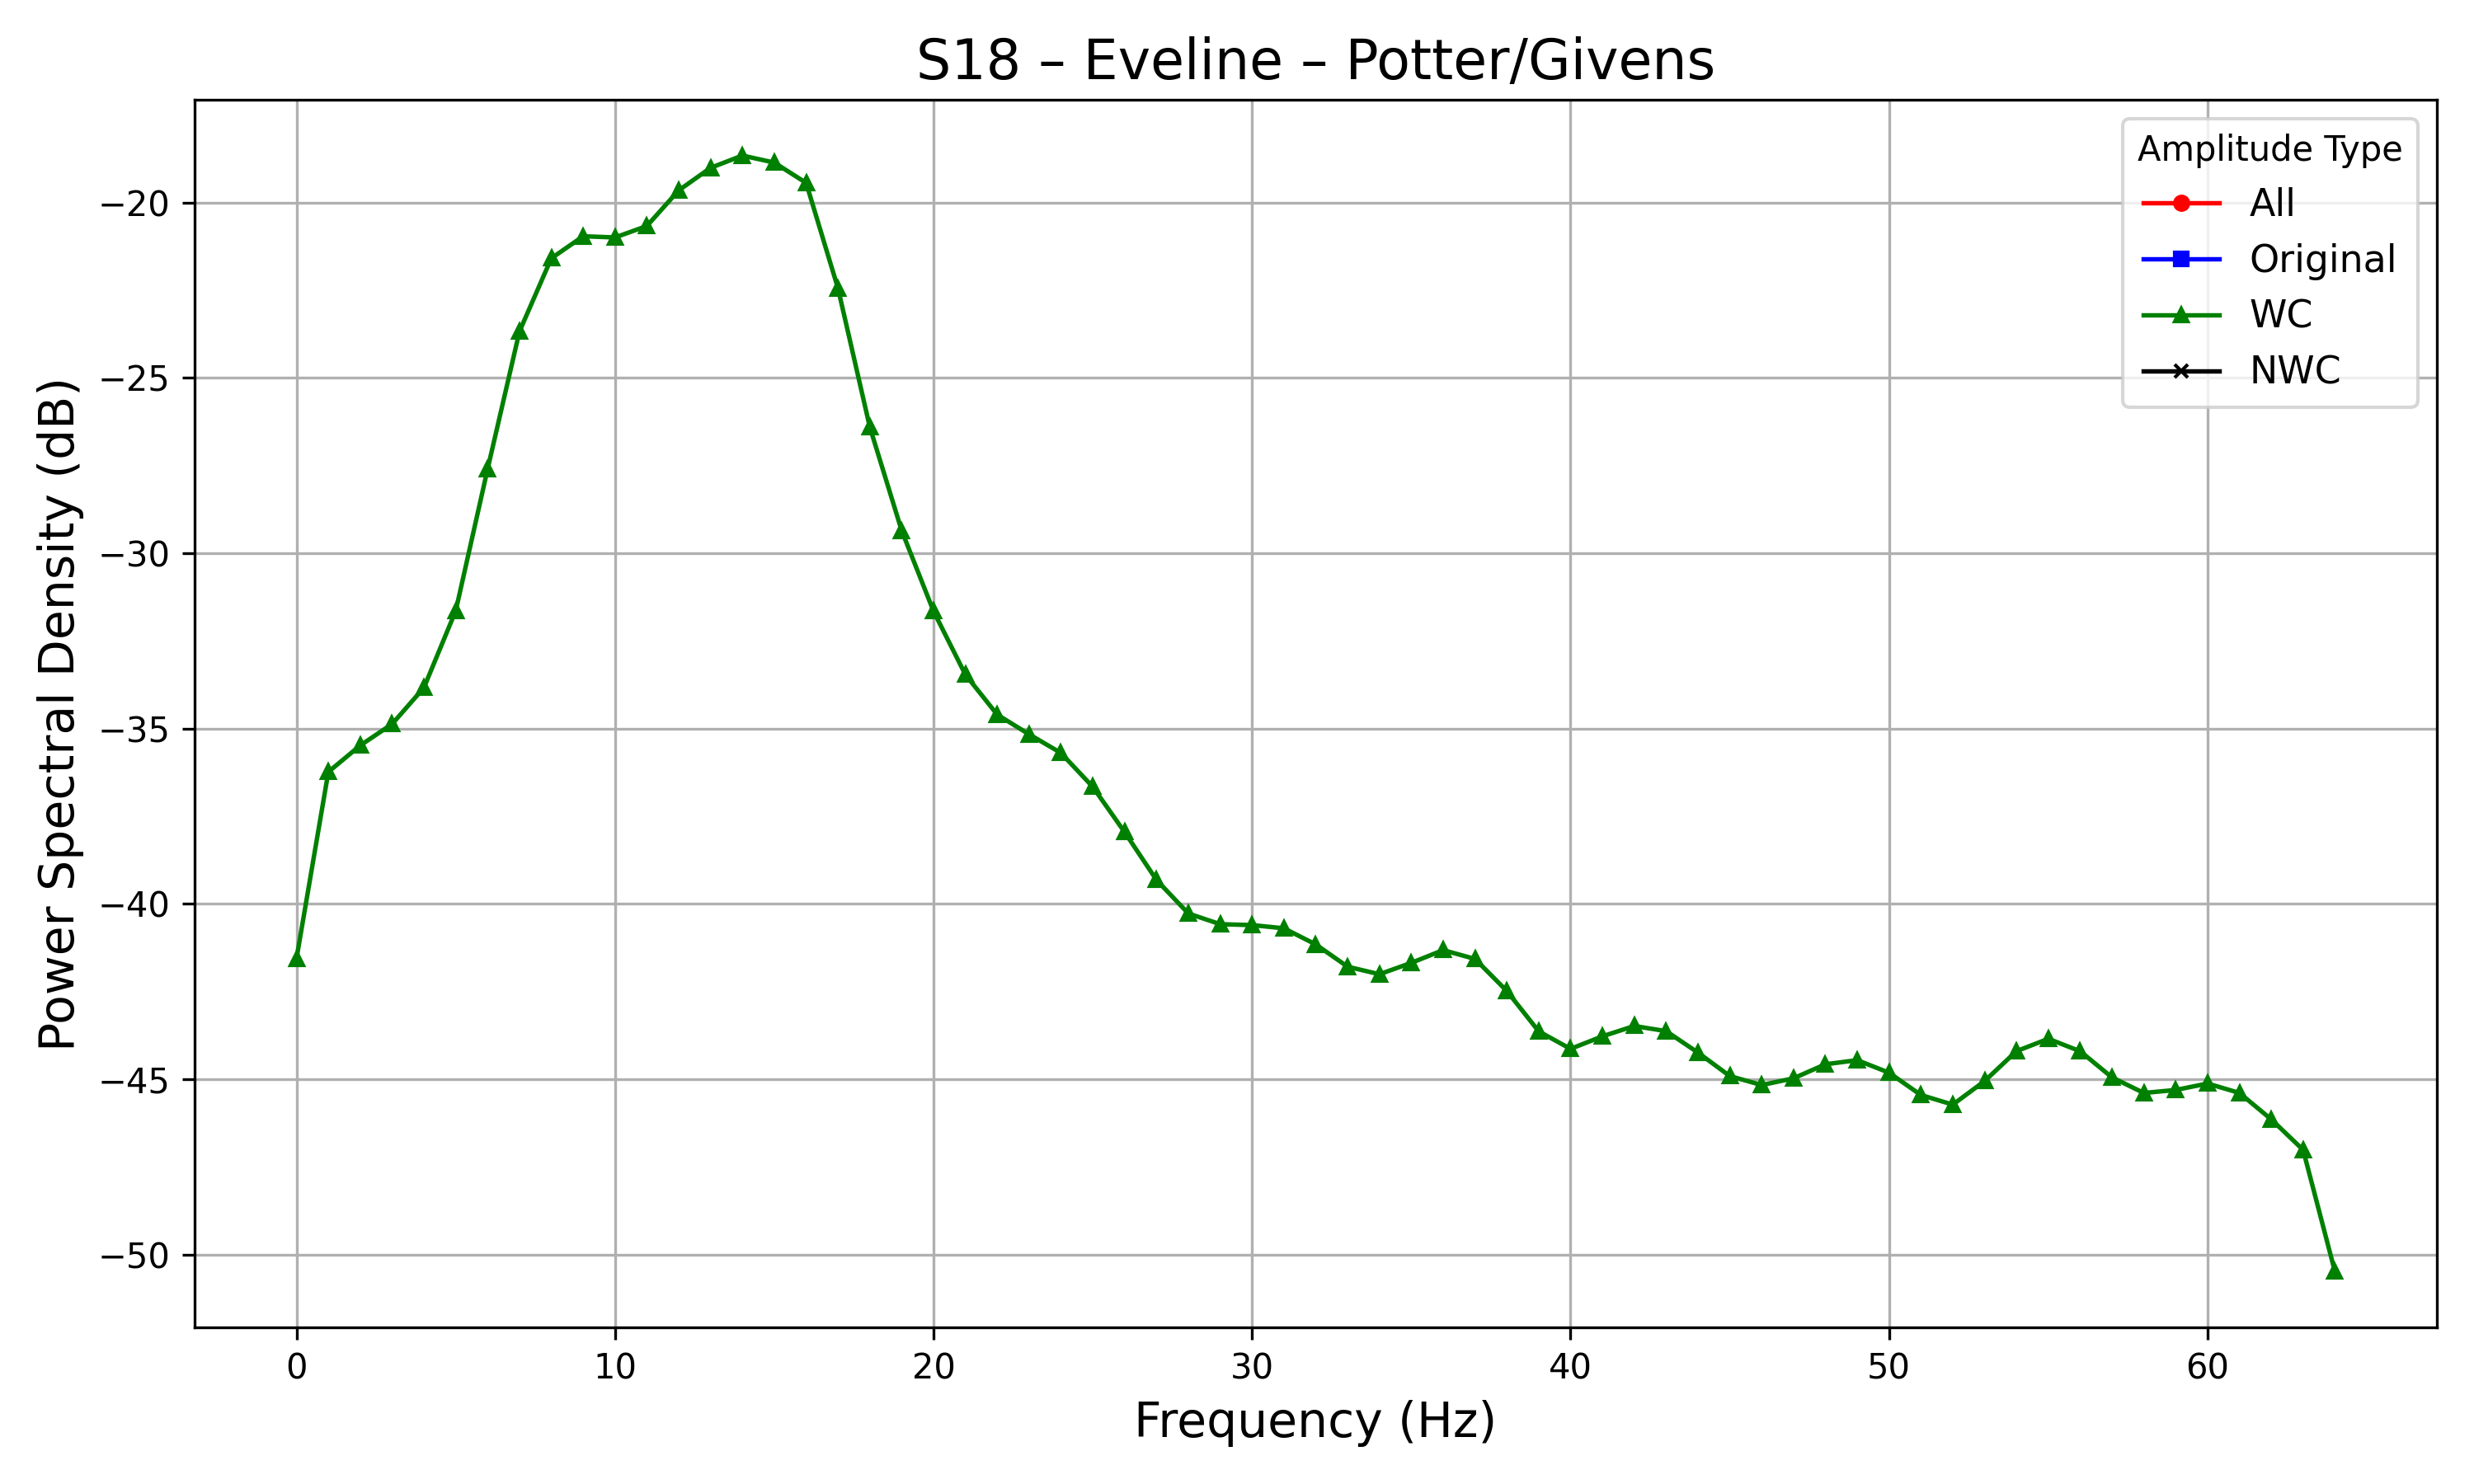 S18 – Eveline – Potter/Givens
Amplitude Type
All
Original
WC
NWC
Power Spectral Density (dB)
−20
−25
−30
−35
−40
−45
−50
0 10 20 30 40 50 60
Frequency (Hz)